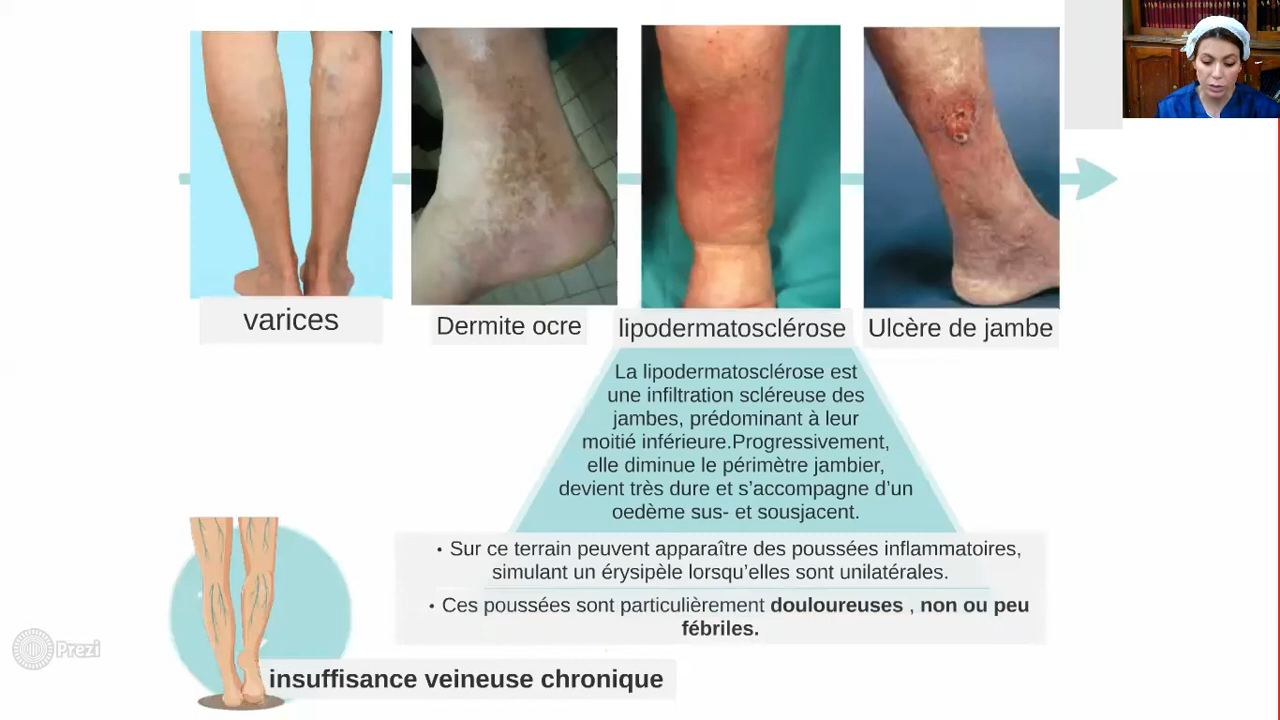 varices
Dermite ocre
lipodermatosclérose
Ulcère de jambe
La lipodermatosclérose est
une infiltration scléreuse des
jambes, prédominant à leur
moitié inférieure.Progressivement,
elle diminue le périmètre jambier,
devient très dure et s’accompagne d’un
oedème sus- et sousjacent.
• Sur ce terrain peuvent apparaître des poussées inflammatoires,
simulant un érysipèle lorsqu’elles sont unilatérales.
• Ces poussées sont particulièrement douloureuses , non ou peu
fébriles.
Prezi
insuffisance veineuse chronique